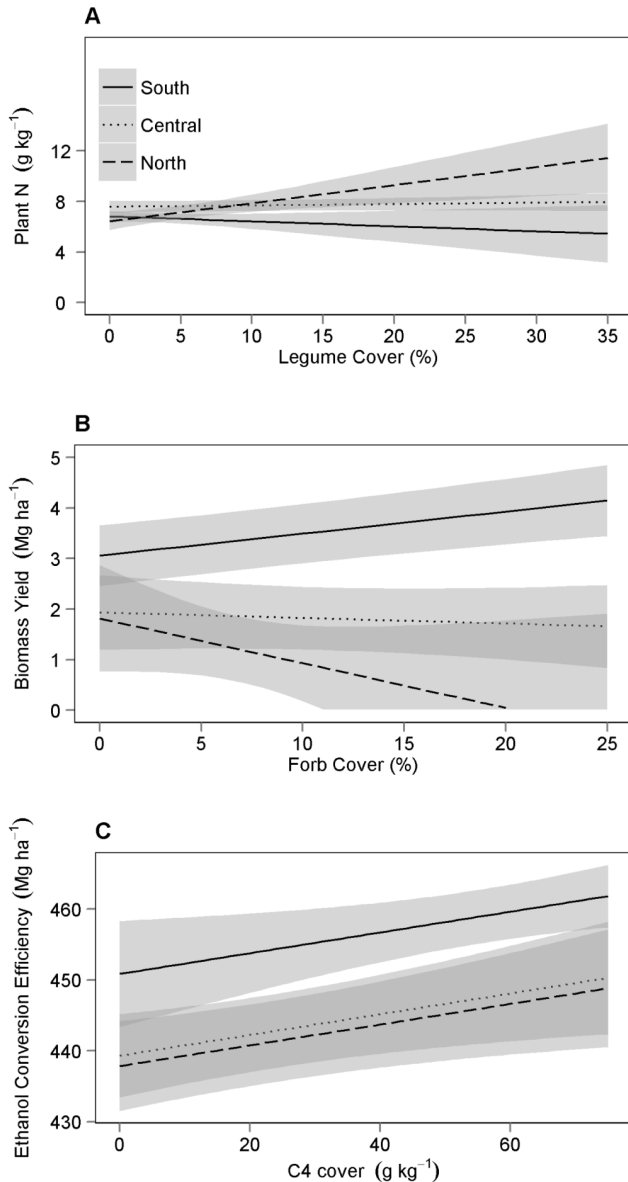 A
South
Central
North
Plant N (g kg⁻¹)
12
8
4
0
0 5 10 15 20 25 30 35
Legume Cover (%)
B
Biomass Yield (Mg ha⁻¹)
5
4
3
2
1
0
0 5 10 15 20 25
Forb Cover (%)
C
Ethanol Conversion Efficiency (Mg ha⁻¹)
460
450
440
430
0 20 40 60
C4 cover (g kg⁻¹)